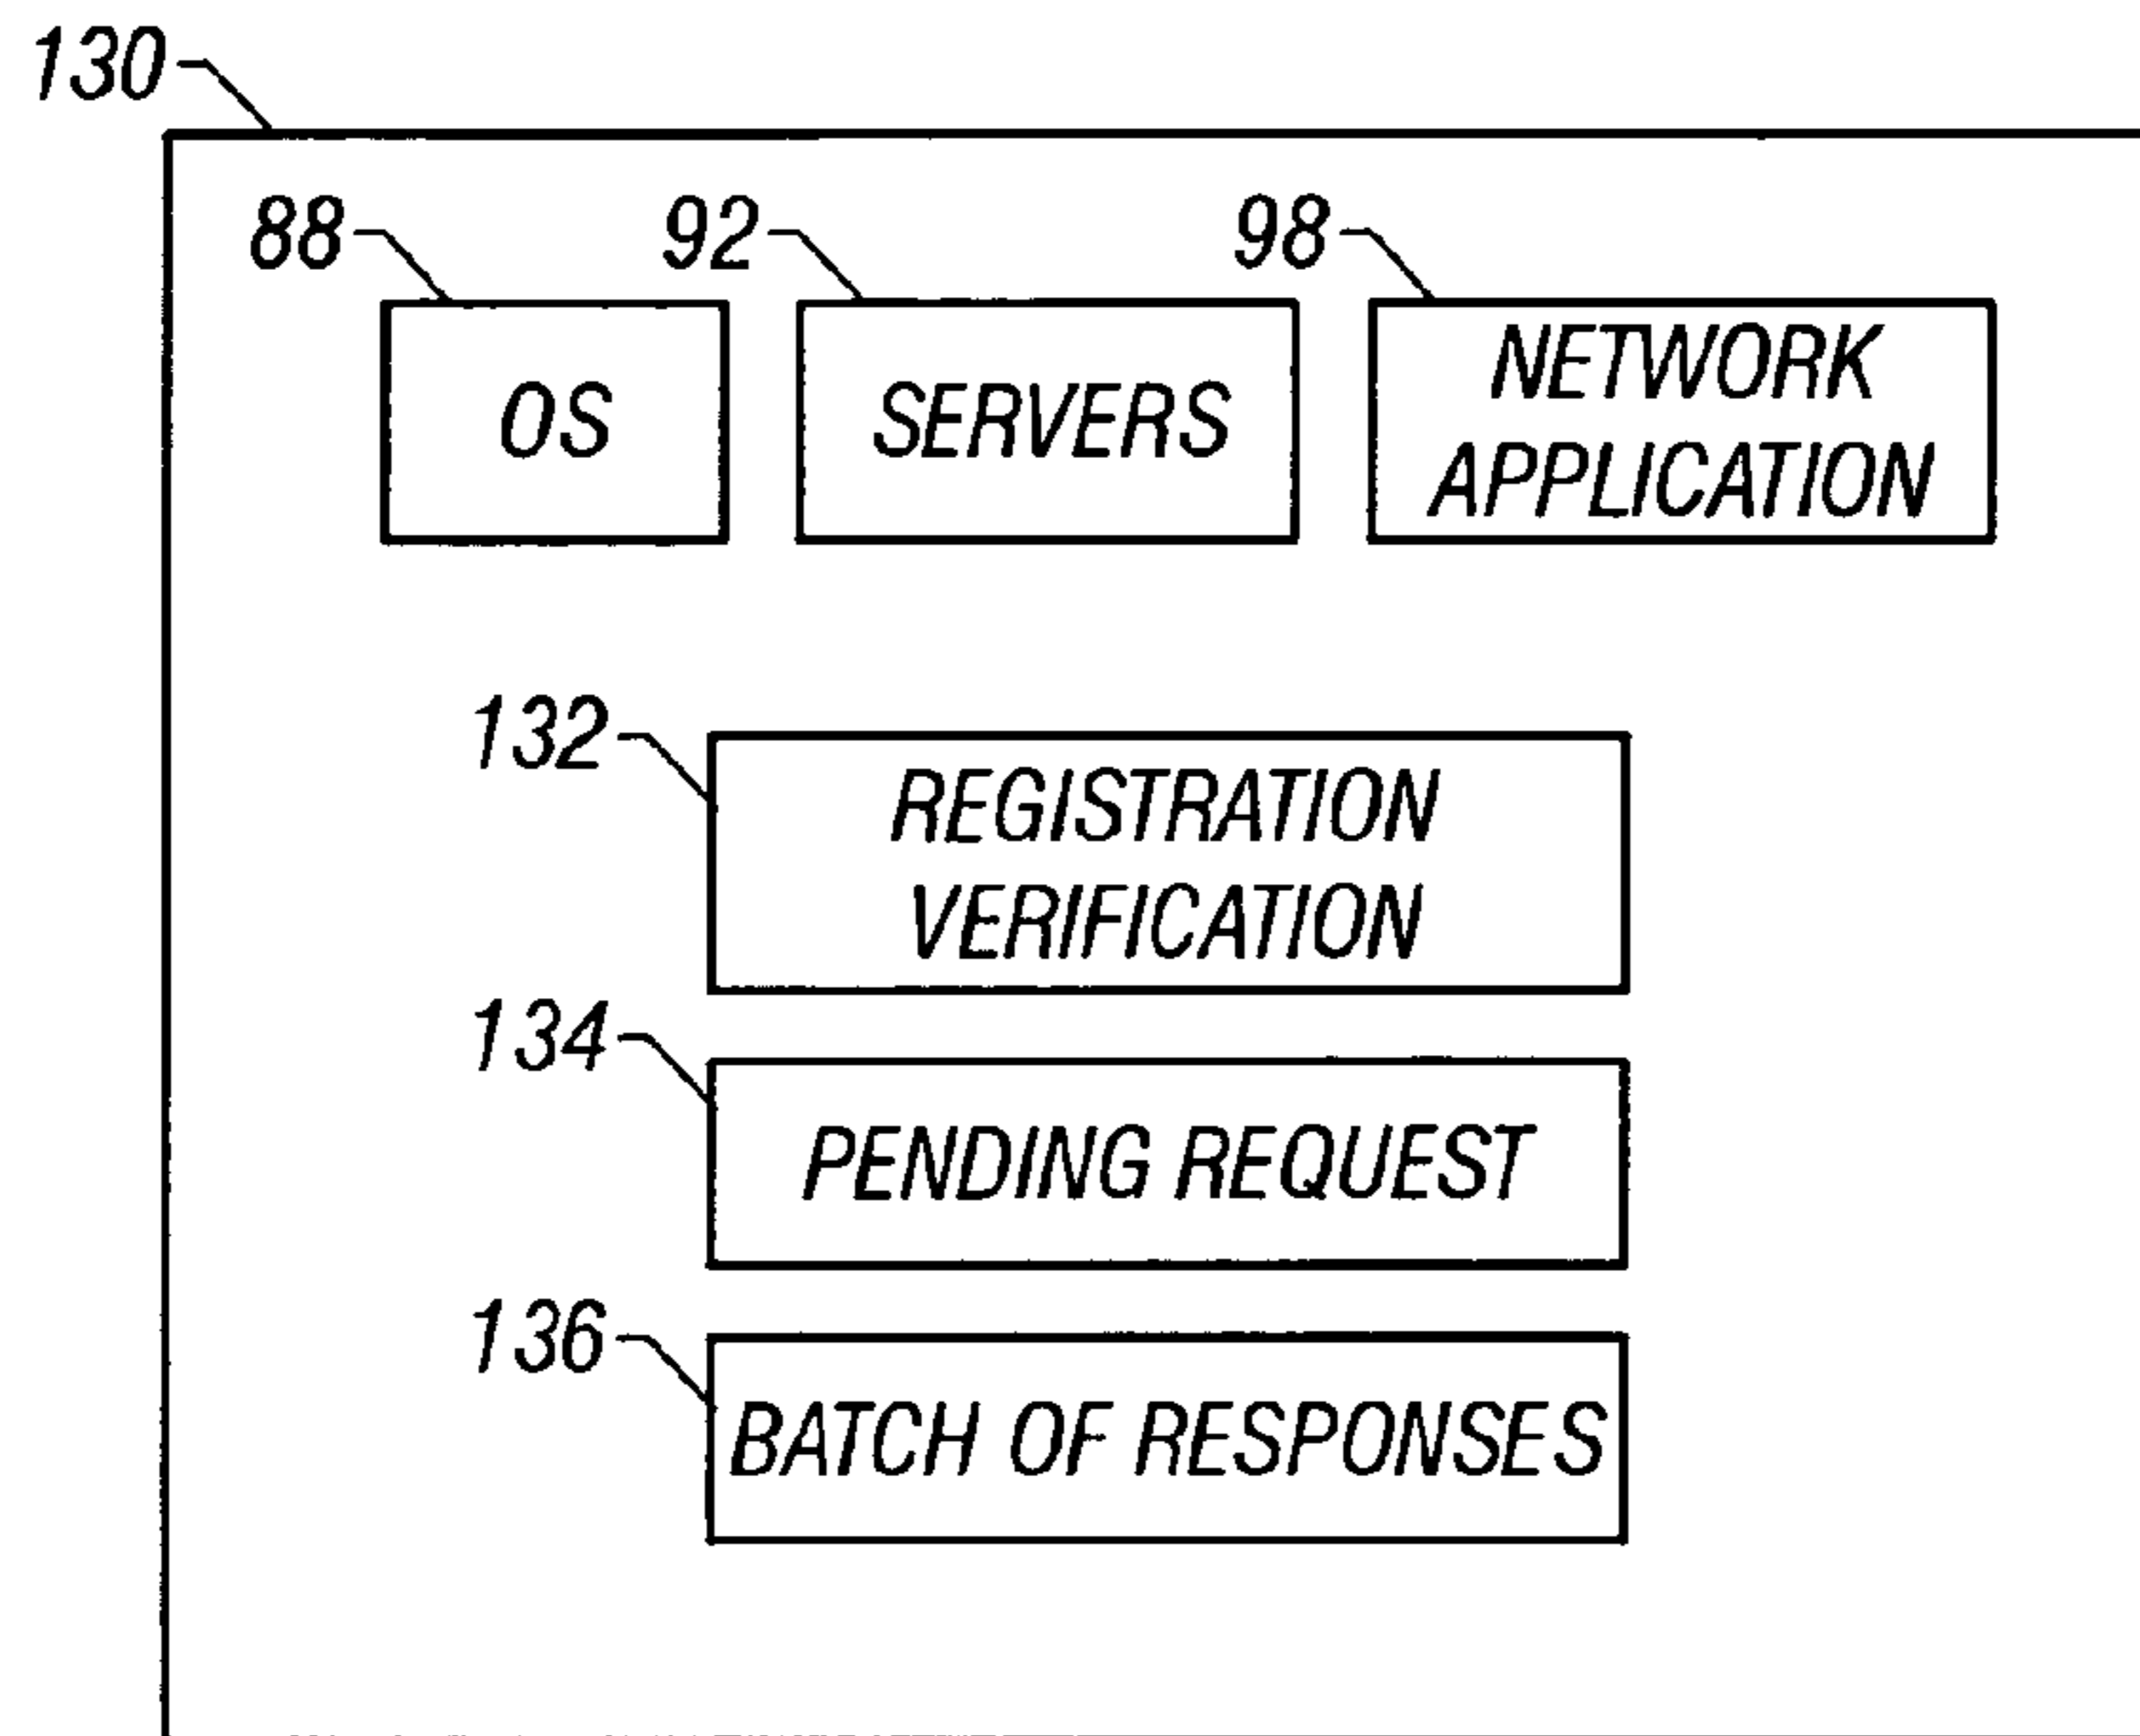 130
88
92
98
OS
SERVERS
NETWORK
APPLICATION
132
REGISTRATION
VERIFICATION
134
PENDING REQUEST
136
BATCH OF RESPONSES